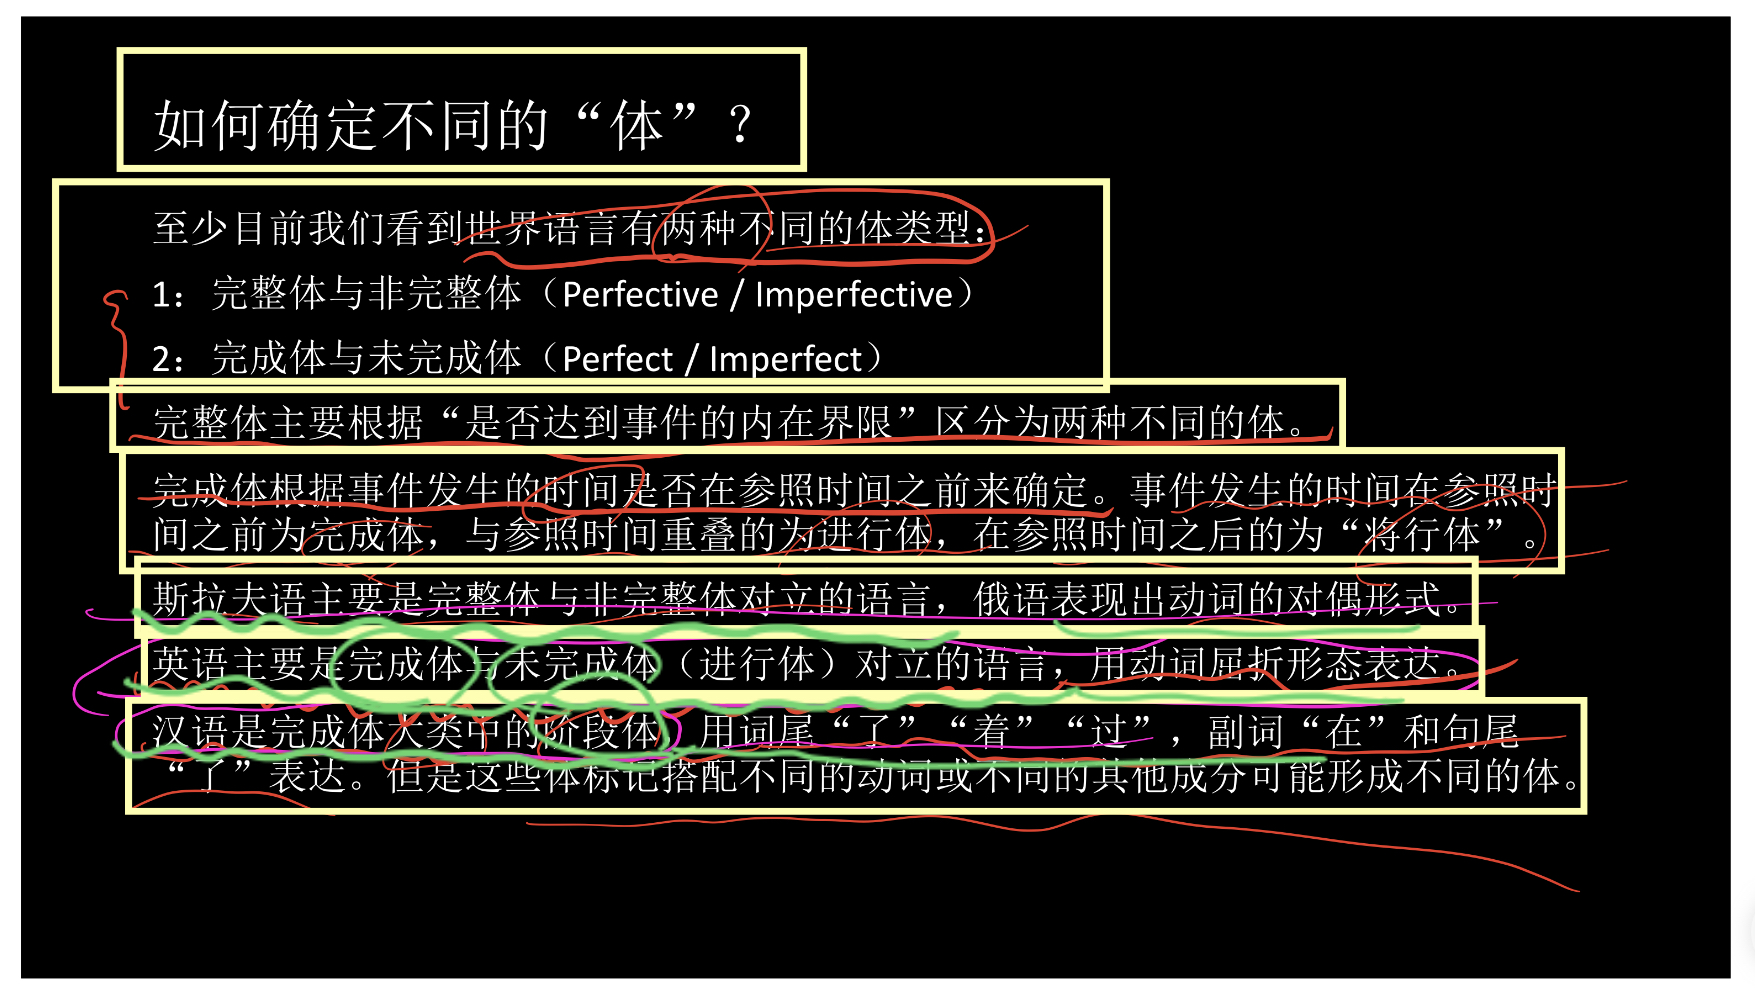 如何确定不同的“体”？
至少目前我们看到世界语言有两种不同的体类型：
1：完整体与非完整体（Perfective / Imperfective）
2：完成体与未完成体（Perfect / Imperfect）
完整体主要根据“是否达到事件的内在界限”区分为两种不同的体。
完成体根据事件发生的时间是否在参照时间之前来确定。事件发生的时间在参照时
间之前为完成体，与参照时间重叠的为进行体，在参照时间之后的为“将行体”。
斯拉夫语主要是完整体与非完整体对立的语言，俄语表现出动词的对偶形式。
英语主要是完成体与未完成体（进行体）对立的语言，用动词屈折形态表达。
汉语是完成体大类中的阶段体，用词尾“了”“着”“过”，副词“在”和句尾
“了”表达。但是这些体标记搭配不同的动词或不同的其他成分可能形成不同的体。